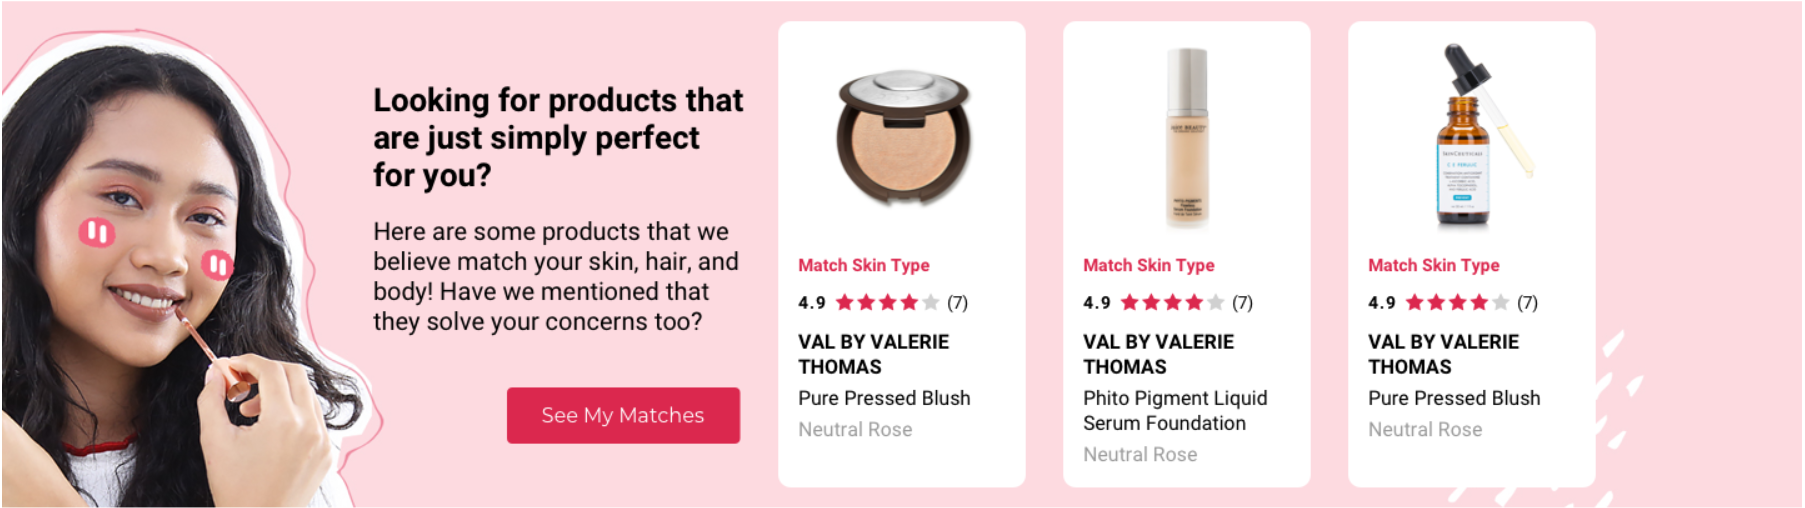 Looking for products that
are just simply perfect
for you?
Here are some products that we
believe match your skin, hair, and
body! Have we mentioned that
they solve your concerns too?
See My Matches
Match Skin Type
4.9 (7)
VAL BY VALERIE
THOMAS
Pure Pressed Blush
Neutral Rose
Match Skin Type
4.9 (7)
VAL BY VALERIE
THOMAS
Phito Pigment Liquid
Serum Foundation
Neutral Rose
SKINCEUTICALS
C E FERULIC
Match Skin Type
4.9 (7)
VAL BY VALERIE
THOMAS
Pure Pressed Blush
Neutral Rose